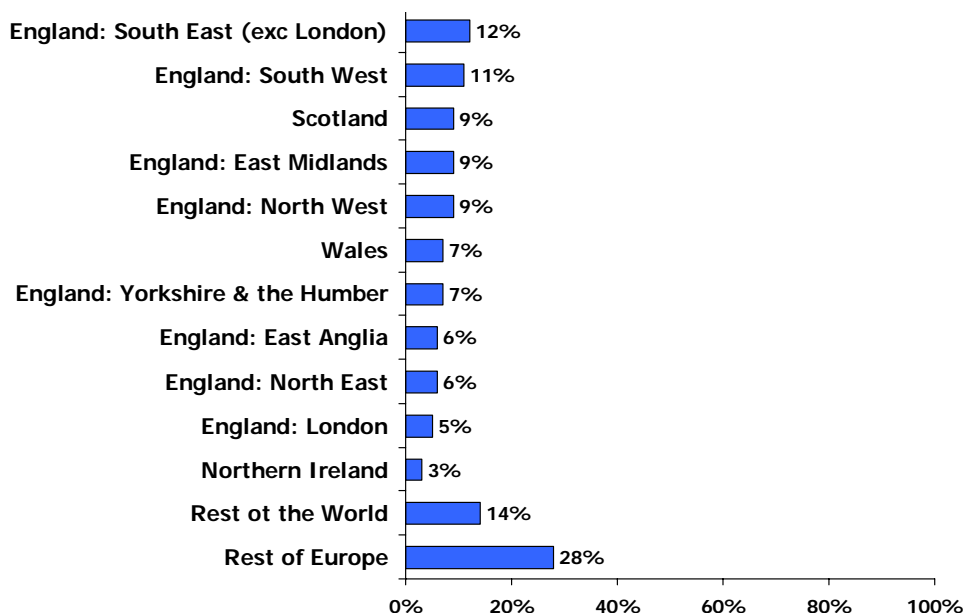 England: South East (exc London) 12%
England: South West 11%
Scotland 9%
England: East Midlands 9%
England: North West 9%
Wales 7%
England: Yorkshire & the Humber 7%
England: East Anglia 6%
England: North East 6%
England: London 5%
Northern Ireland 3%
Rest ot the World 14%
Rest of Europe 28%
0% 20% 40% 60% 80% 100%